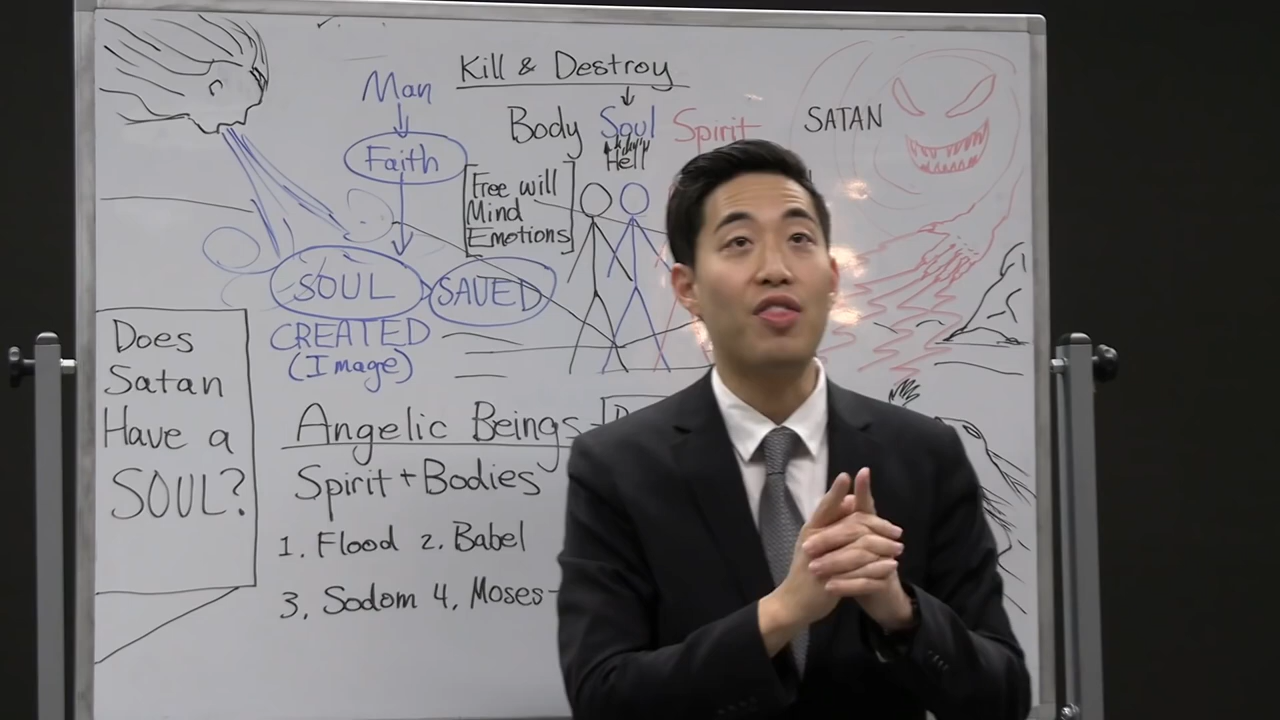 Kill & Destroy
Man
Body Soul Spirit
SATAN
Hell
Faith
Free will
Mind
Emotions
SOUL
SAVED
CREATED
(Image)
Does
Satan
Have a
SOUL?
Angelic Beings
Spirit + Bodies
1. Flood 2. Babel
3. Sodom 4. Moses